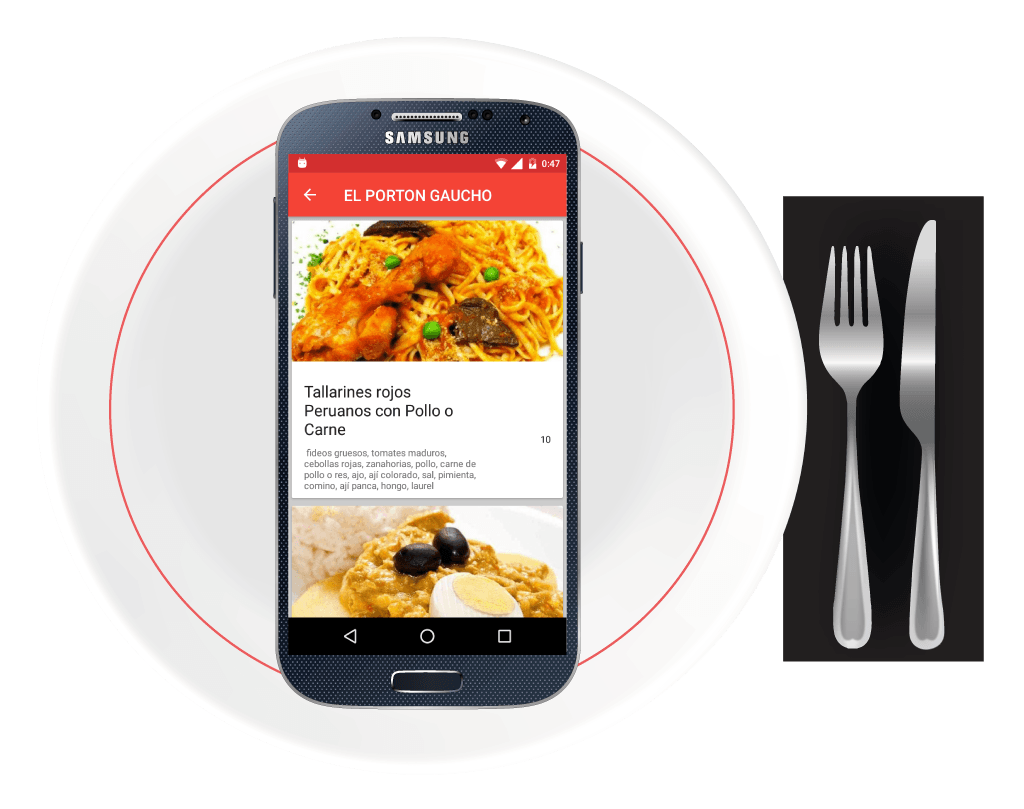 SAMSUNG
0:47
EL PORTON GAUCHO
Tallarines rojos
Peruanos con Pollo o
Carne
10
fideos gruesos, tomates maduros,
cebollas rojas, zanahorias, pollo, carne de
pollo o res, ajo, ají colorado, sal, pimienta,
comino, ají panca, hongo, laurel